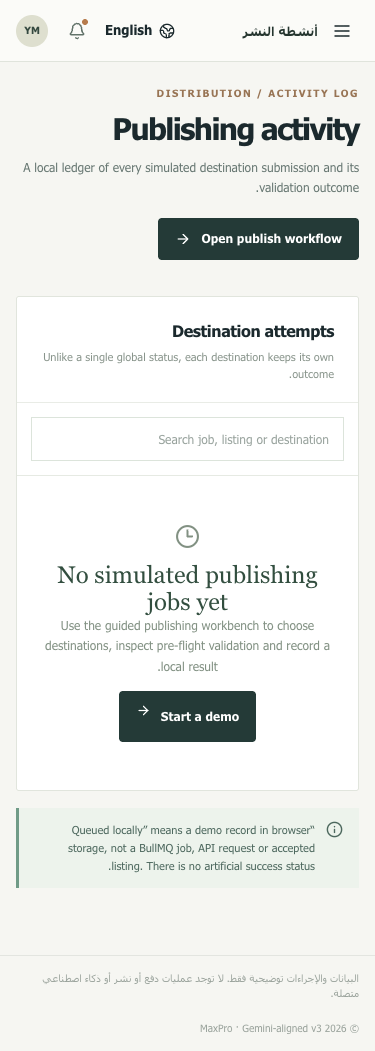 أنشطة النشر
English
YM
DISTRIBUTION / ACTIVITY LOG
Publishing activity
A local ledger of every simulated destination submission and its
validation outcome.
Open publish workflow
Destination attempts
Unlike a single global status, each destination keeps its own
outcome.
Search job, listing or destination
No simulated publishing
jobs yet
Use the guided publishing workbench to choose
destinations, inspect pre-flight validation and record a
local result.
Start a demo
"Queued locally" means a demo record in browser
storage, not a BullMQ job, API request or accepted
listing. There is no artificial success status.
البيانات والإجراءات توضيحية فقط. لا توجد عمليات دفع أو نشر أو ذكاء اصطناعي
متصلة.
© 2026 MaxPro · Gemini-aligned v3